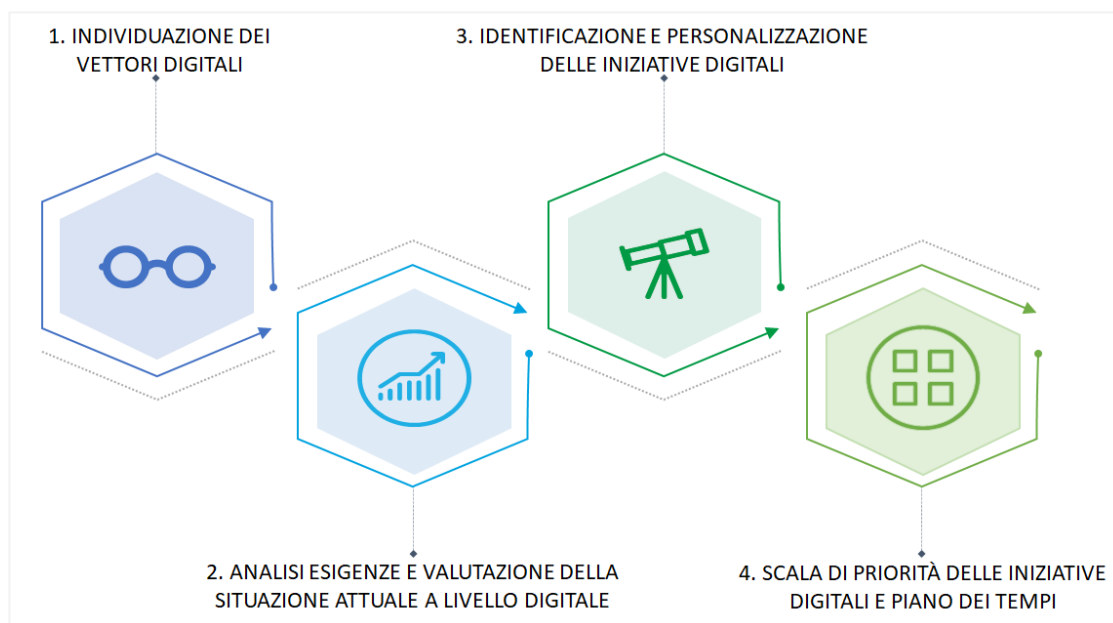 1. INDIVIDUAZIONE DEI
VETTORI DIGITALI
2. ANALISI ESIGENZE E VALUTAZIONE DELLA
SITUAZIONE ATTUALE A LIVELLO DIGITALE
3. IDENTIFICAZIONE E PERSONALIZZAZIONE
DELLE INIZIATIVE DIGITALI
4. SCALA DI PRIORITÀ DELLE INIZIATIVE
DIGITALI E PIANO DEI TEMPI